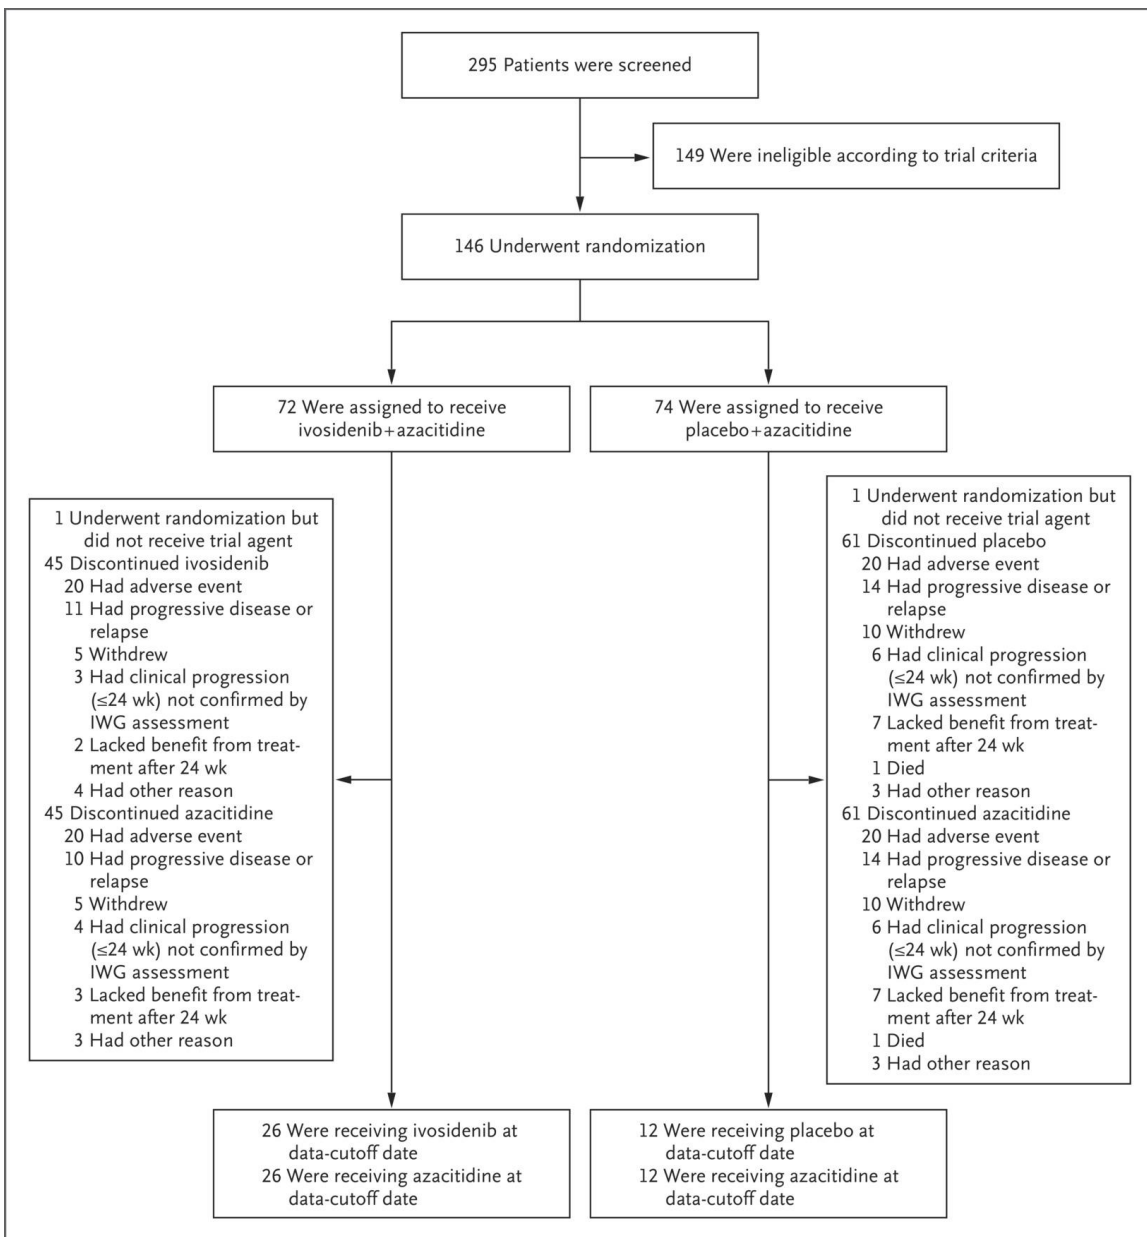 295 Patients were screened
149 Were ineligible according to trial criteria
146 Underwent randomization
72 Were assigned to receive
ivosidenib+azacitidine
74 Were assigned to receive
placebo+azacitidine
1 Underwent randomization but
did not receive trial agent
45 Discontinued ivosidenib
20 Had adverse event
11 Had progressive disease or
relapse
5 Withdrew
3 Had clinical progression
(≤24 wk) not confirmed by
IWG assessment
2 Lacked benefit from treat-
ment after 24 wk
4 Had other reason
45 Discontinued azacitidine
20 Had adverse event
10 Had progressive disease or
relapse
5 Withdrew
4 Had clinical progression
(≤24 wk) not confirmed by
IWG assessment
3 Lacked benefit from treat-
ment after 24 wk
3 Had other reason
1 Underwent randomization but
did not receive trial agent
61 Discontinued placebo
20 Had adverse event
14 Had progressive disease or
relapse
10 Withdrew
6 Had clinical progression
(≤24 wk) not confirmed by
IWG assessment
7 Lacked benefit from treat-
ment after 24 wk
1 Died
3 Had other reason
61 Discontinued azacitidine
20 Had adverse event
14 Had progressive disease or
relapse
10 Withdrew
6 Had clinical progression
(≤24 wk) not confirmed by
IWG assessment
7 Lacked benefit from treat-
ment after 24 wk
1 Died
3 Had other reason
26 Were receiving ivosidenib at
data-cutoff date
26 Were receiving azacitidine at
data-cutoff date
12 Were receiving placebo at
data-cutoff date
12 Were receiving azacitidine at
data-cutoff date